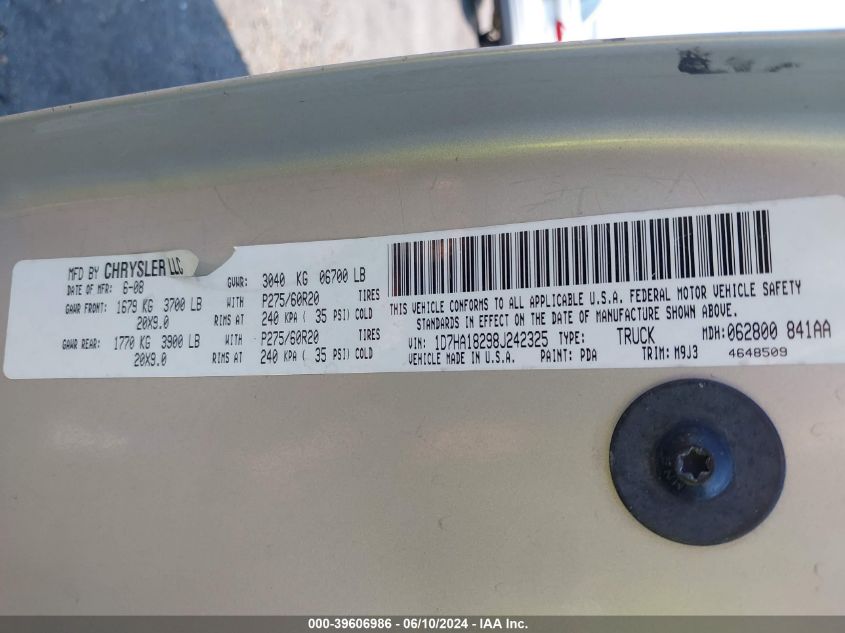 MFD BY CHRYSLER LLC
DATE OF MFR: 6-08 GVWR: 3040 KG 06700 LB
GAWR FRONT: 1679 KG 3700 LB WITH P275/60R20 TIRES
20X9.0 RIMS AT 240 KPA ( 35 PSI) COLD
GAWR REAR: 1770 KG 3900 LB WITH P275/60R20 TIRES
20X9.0 RIMS AT 240 KPA ( 35 PSI) COLD
THIS VEHICLE CONFORMS TO ALL APPLICABLE U.S.A. FEDERAL MOTOR VEHICLE SAFETY
STANDARDS IN EFFECT ON THE DATE OF MANUFACTURE SHOWN ABOVE.
VIN: 1D7HA18298J242325 TYPE: TRUCK MDH: 062800 841AA
VEHICLE MADE IN U.S.A. PAINT: PDA TRIM: M9J3 4648509
000-39606986 - 06/10/2024 - IAA Inc.